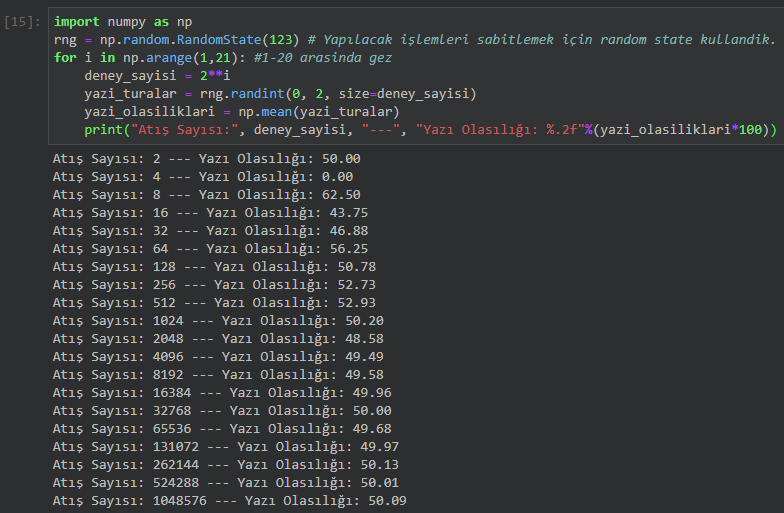 [15]: import numpy as np
rng = np.random.RandomState(123) # Yapılacak işlemleri sabitlemek için random state kullandik.
for i in np.arange(1,21): #1-20 arasinda gez
    deney_sayisi = 2**i
    yazi_turalar = rng.randint(0, 2, size=deney_sayisi)
    yazi_olasiliklari = np.mean(yazi_turalar)
    print("Atış Sayısı:", deney_sayisi, "---", "Yazı Olasılığı: %.2f"%(yazi_olasiliklari*100))
Atış Sayısı: 2 --- Yazı Olasılığı: 50.00
Atış Sayısı: 4 --- Yazı Olasılığı: 0.00
Atış Sayısı: 8 --- Yazı Olasılığı: 62.50
Atış Sayısı: 16 --- Yazı Olasılığı: 43.75
Atış Sayısı: 32 --- Yazı Olasılığı: 46.88
Atış Sayısı: 64 --- Yazı Olasılığı: 56.25
Atış Sayısı: 128 --- Yazı Olasılığı: 50.78
Atış Sayısı: 256 --- Yazı Olasılığı: 52.73
Atış Sayısı: 512 --- Yazı Olasılığı: 52.93
Atış Sayısı: 1024 --- Yazı Olasılığı: 50.20
Atış Sayısı: 2048 --- Yazı Olasılığı: 48.58
Atış Sayısı: 4096 --- Yazı Olasılığı: 49.49
Atış Sayısı: 8192 --- Yazı Olasılığı: 49.58
Atış Sayısı: 16384 --- Yazı Olasılığı: 49.96
Atış Sayısı: 32768 --- Yazı Olasılığı: 50.00
Atış Sayısı: 65536 --- Yazı Olasılığı: 49.68
Atış Sayısı: 131072 --- Yazı Olasılığı: 49.97
Atış Sayısı: 262144 --- Yazı Olasılığı: 50.13
Atış Sayısı: 524288 --- Yazı Olasılığı: 50.01
Atış Sayısı: 1048576 --- Yazı Olasılığı: 50.09